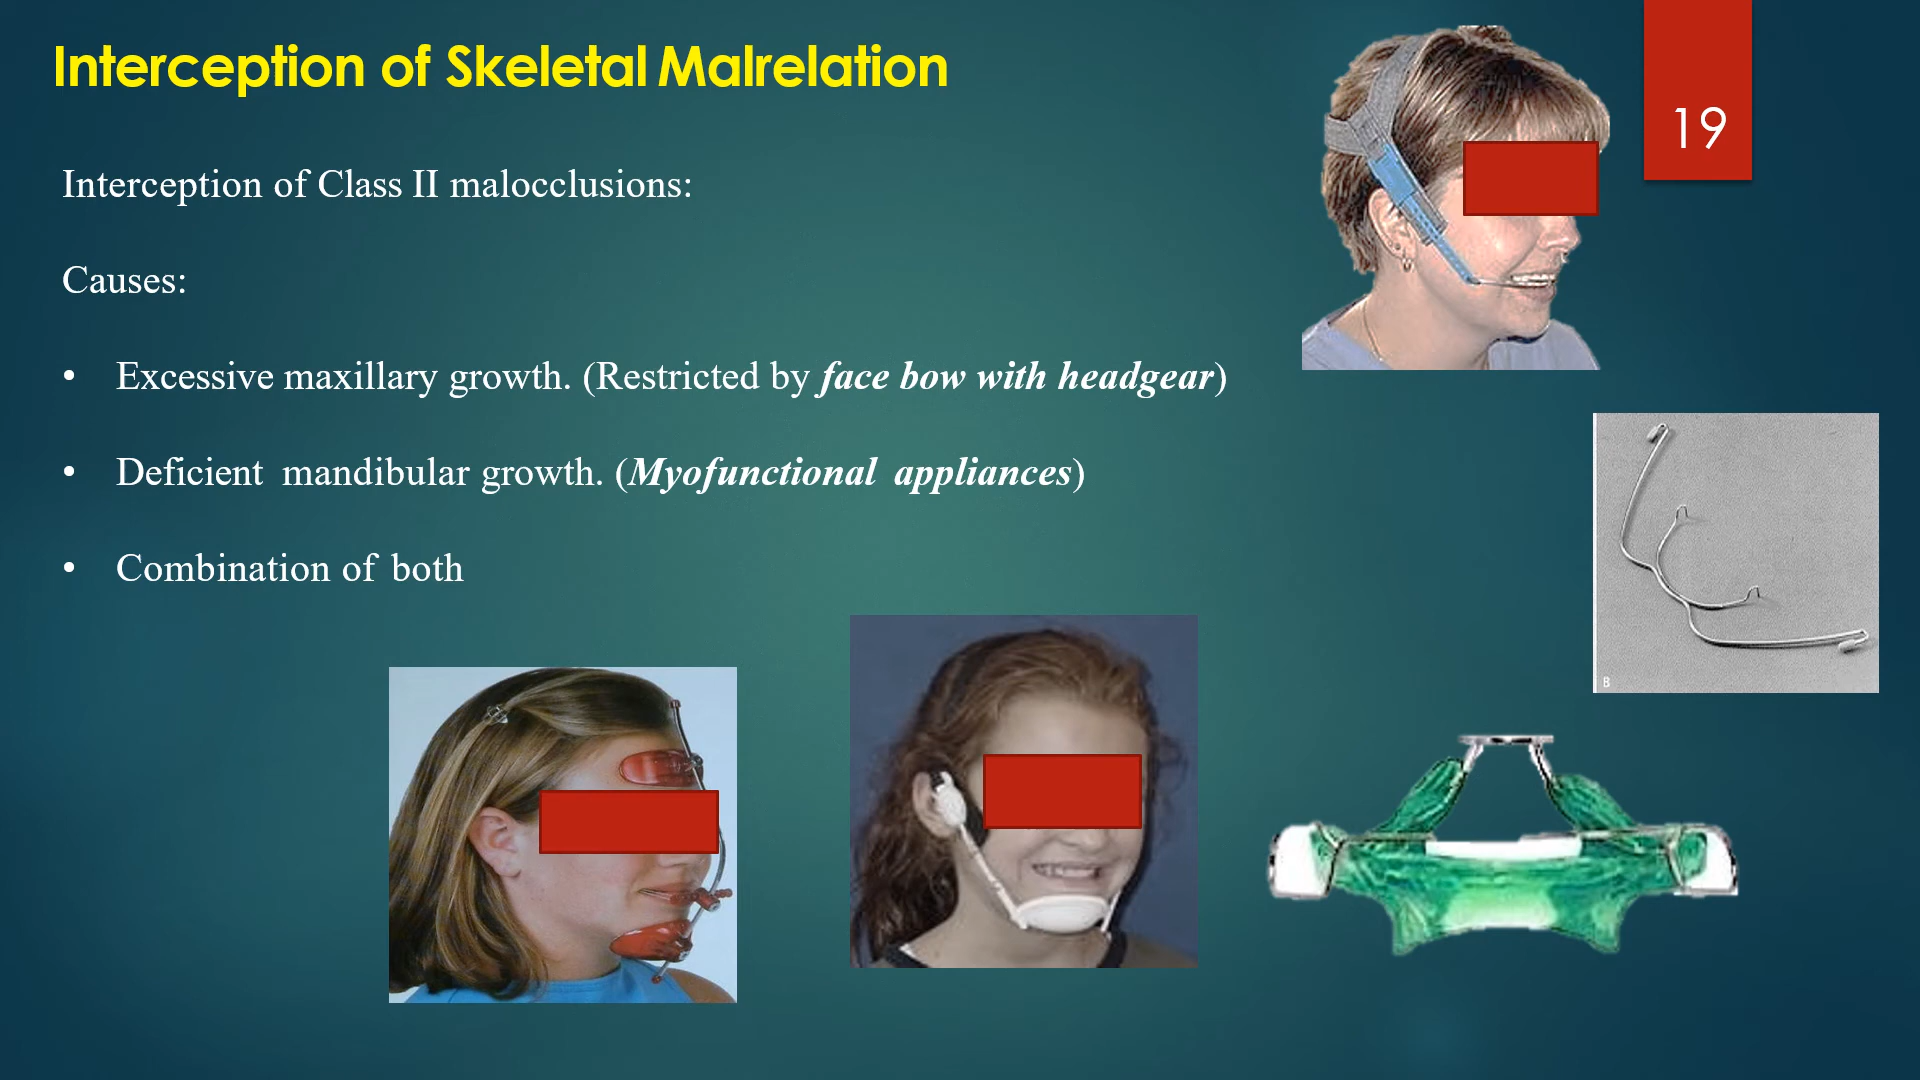 Interception of Skeletal Malrelation
19
Interception of Class II malocclusions:
Causes:
• Excessive maxillary growth. (Restricted by face bow with headgear)
• Deficient mandibular growth. (Myofunctional appliances)
• Combination of both
B